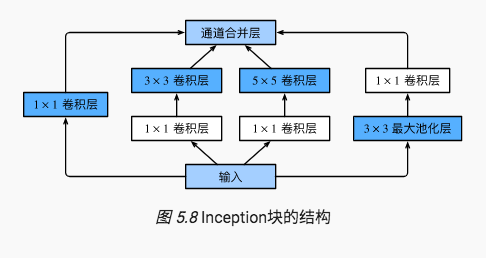 通道合并层
3×3 卷积层
5×5 卷积层
1×1 卷积层
1×1 卷积层
1×1 卷积层
1×1 卷积层
3×3 最大池化层
输入
图 5.8 Inception块的结构